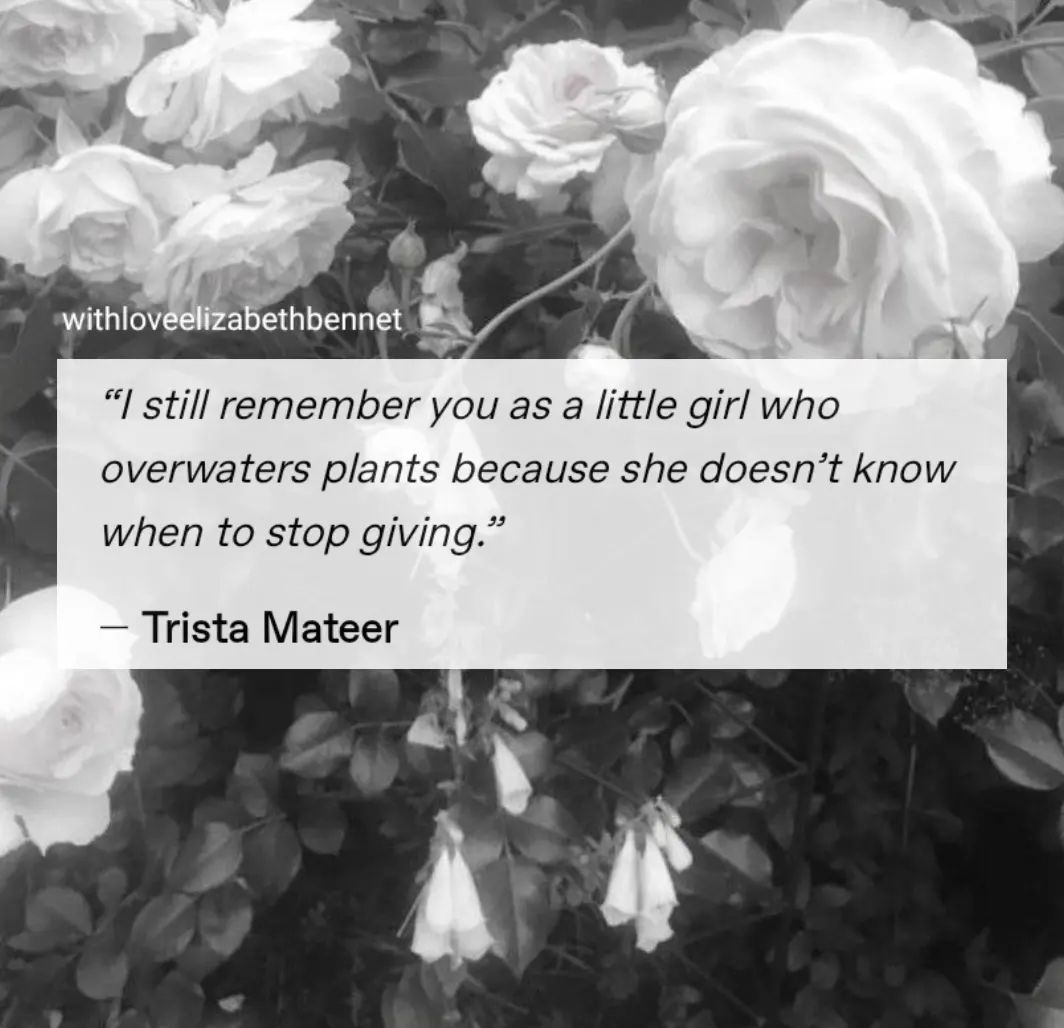 withloveelizabethbennet
“I still remember you as a little girl who
overwaters plants because she doesn’t know
when to stop giving.”
— Trista Mateer